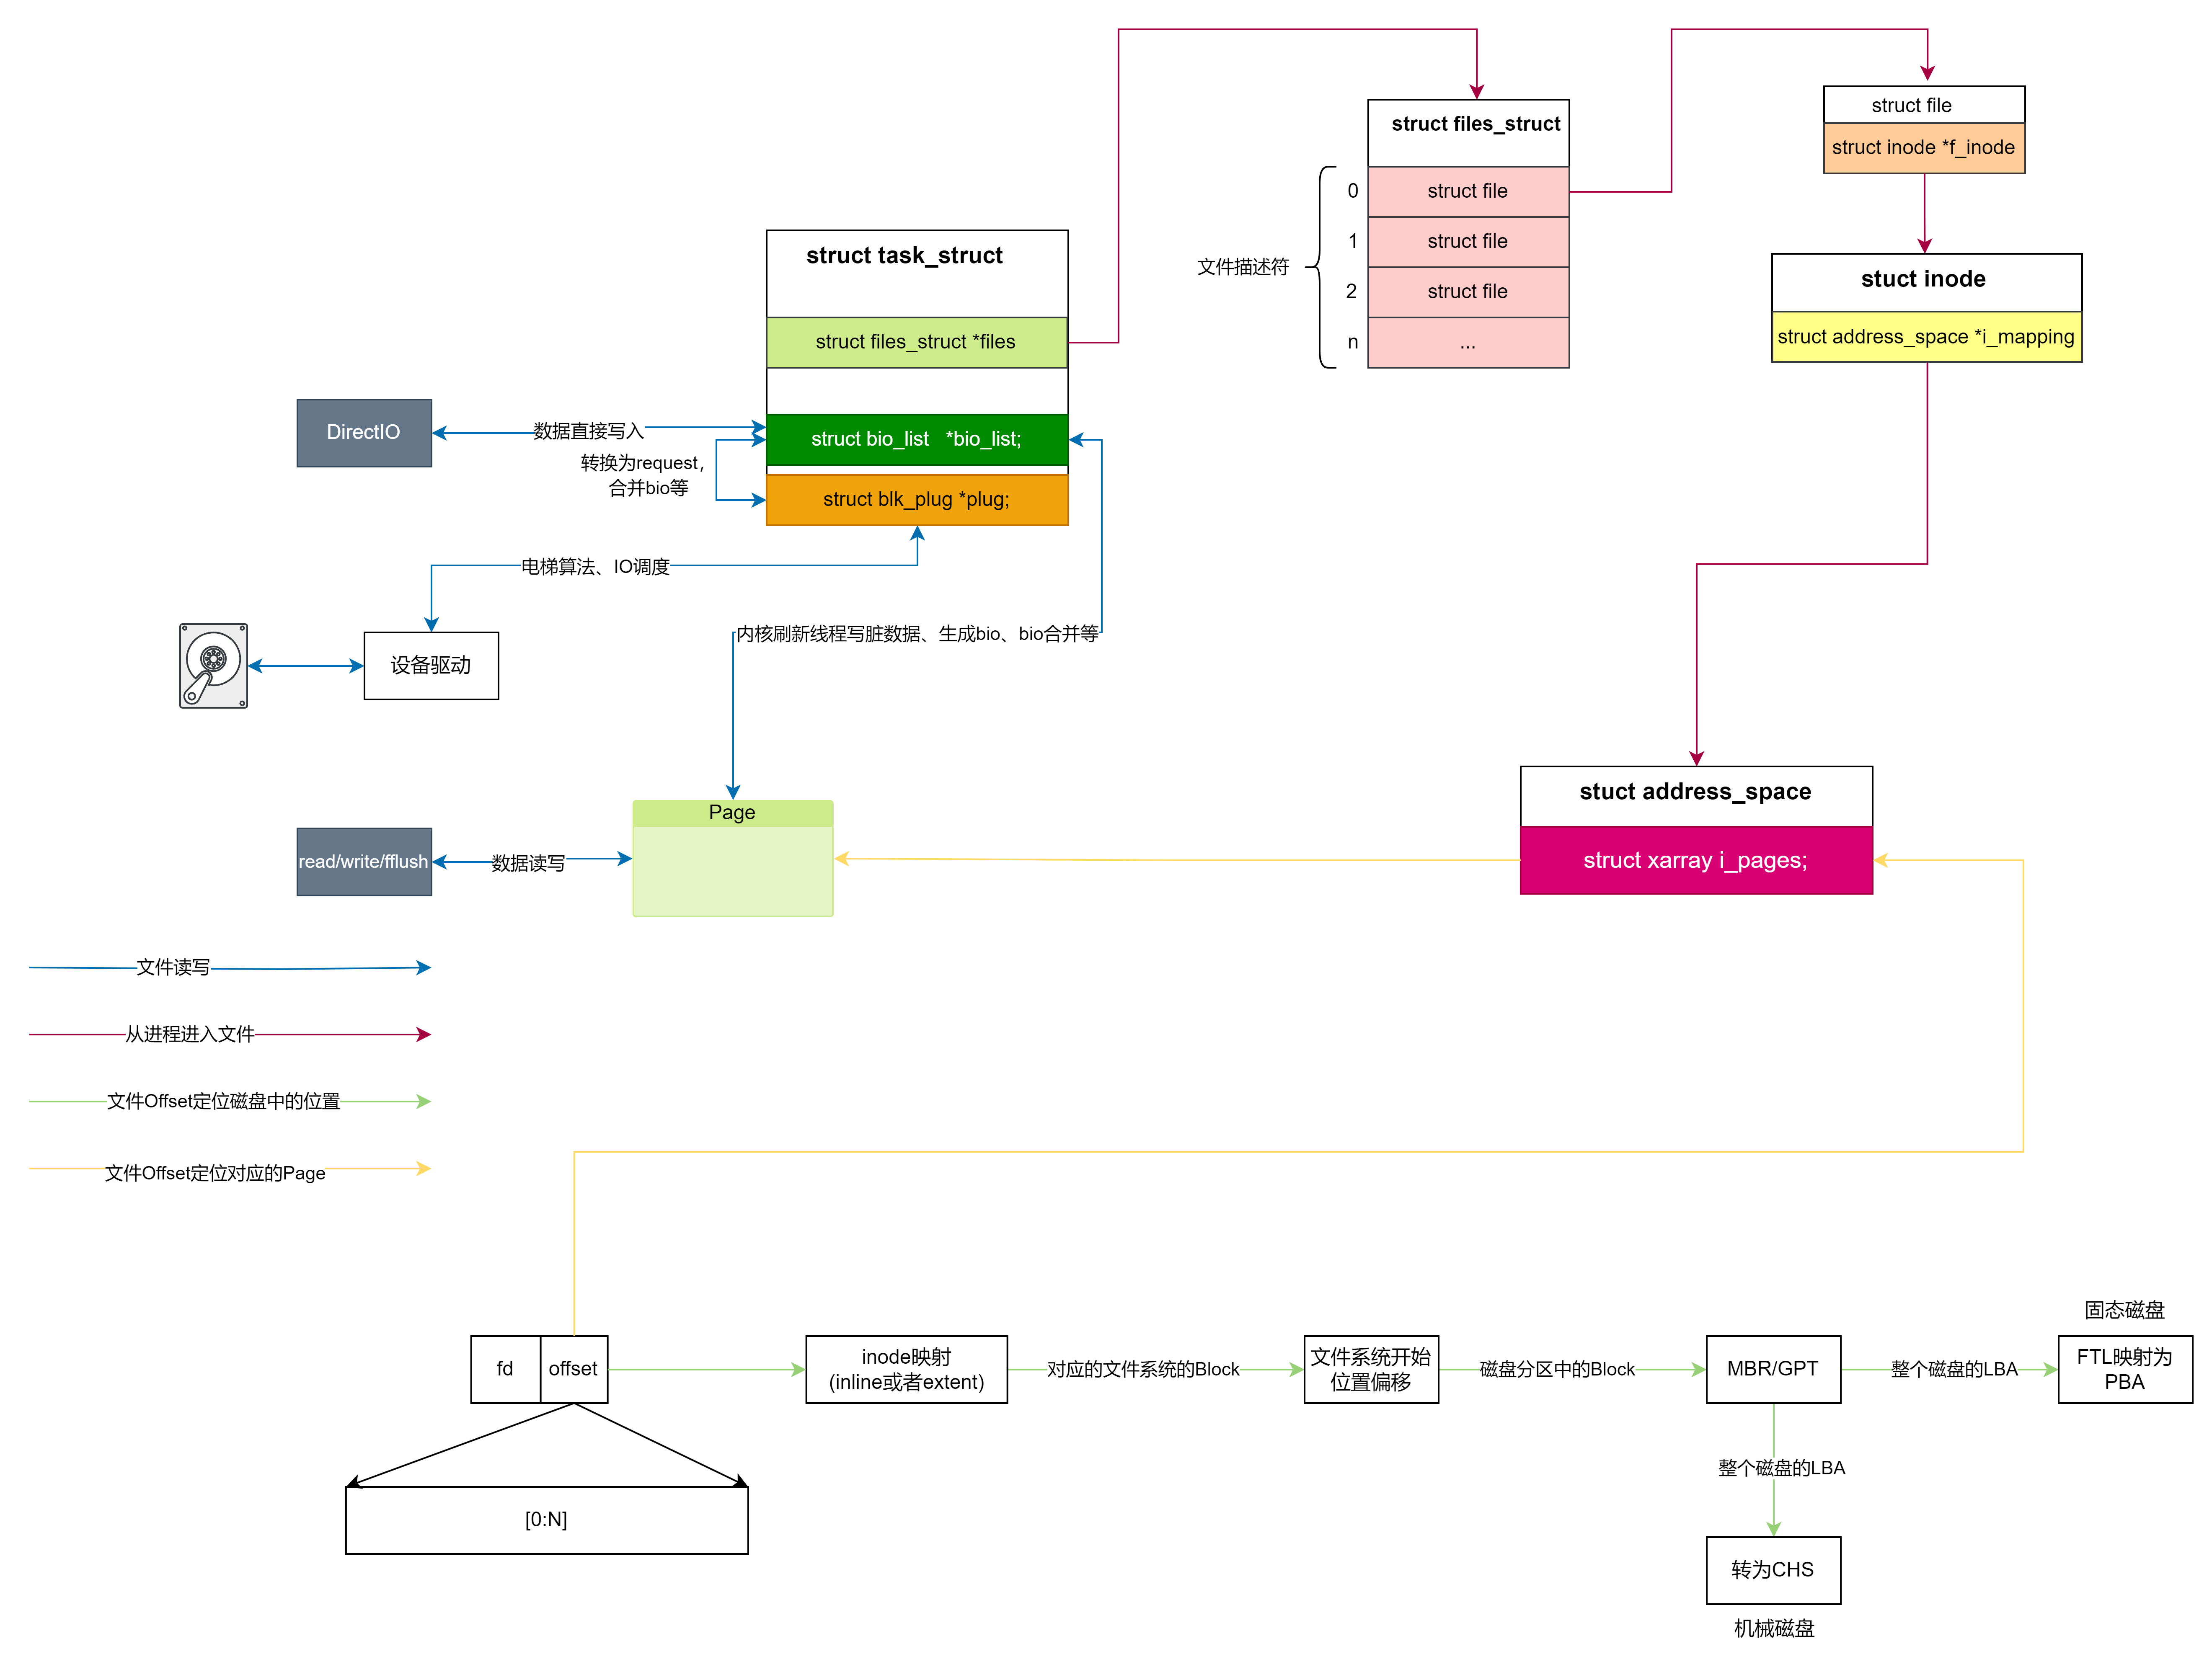 struct file
struct inode *f_inode
struct files_struct
0
struct file
1
struct file
文件描述符
2
struct file
n
...
struct task_struct
struct files_struct *files
stuct inode
struct address_space *i_mapping
DirectIO
数据直接写入
struct bio_list   *bio_list;
转换为request，
合并bio等
struct blk_plug *plug;
电梯算法、IO调度
内核刷新线程写脏数据、生成bio、bio合并等
设备驱动
stuct address_space
struct xarray i_pages;
Page
read/write/fflush
数据读写
文件读写
从进程进入文件
文件Offset定位磁盘中的位置
文件Offset定位对应的Page
fd
offset
inode映射
(inline或者extent)
对应的文件系统的Block
文件系统开始
位置偏移
磁盘分区中的Block
MBR/GPT
整个磁盘的LBA
固态磁盘
FTL映射为
PBA
[0:N]
整个磁盘的LBA
转为CHS
机械磁盘